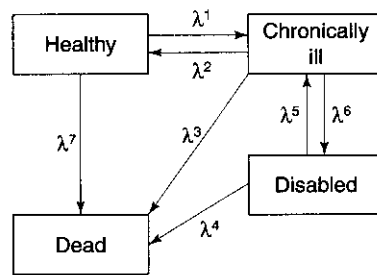 Healthy
λ¹
Chronically
ill
λ²
λ⁷
λ³
λ⁵
λ⁶
Disabled
Dead
λ⁴